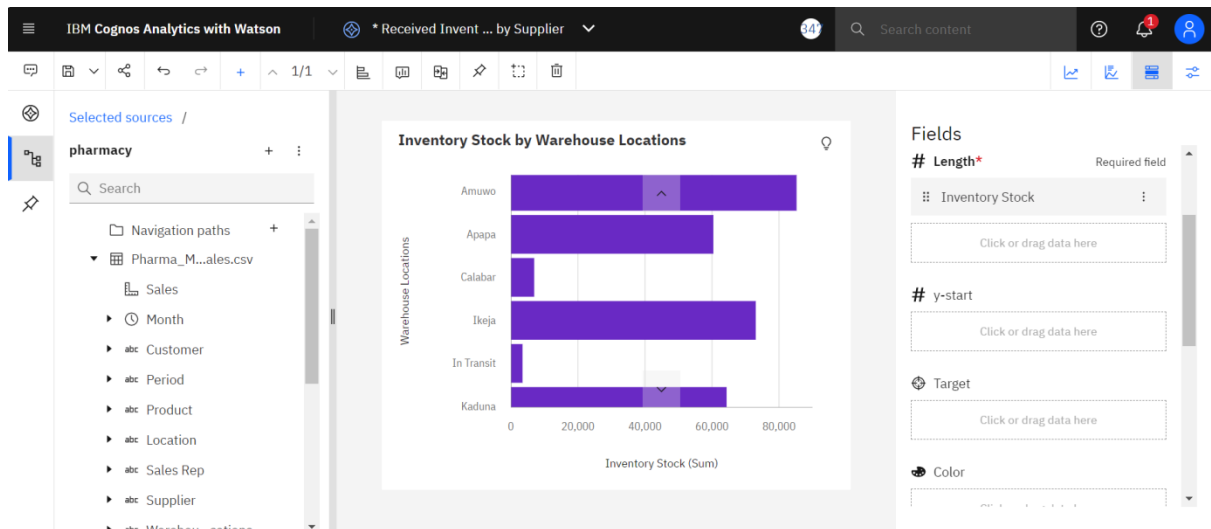 IBM Cognos Analytics with Watson
* Received Invent ... by Supplier
347
Search content
1
1/1
Selected sources /
pharmacy
Search
Navigation paths
Pharma_M...ales.csv
Sales
Month
abc Customer
abc Period
abc Product
abc Location
abc Sales Rep
abc Supplier
Inventory Stock by Warehouse Locations
Warehouse Locations
Amuwo
Apapa
Calabar
Ikeja
In Transit
Kaduna
0 20,000 40,000 60,000 80,000
Inventory Stock (Sum)
Fields
# Length* Required field
Inventory Stock
Click or drag data here
# y-start
Click or drag data here
Target
Click or drag data here
Color